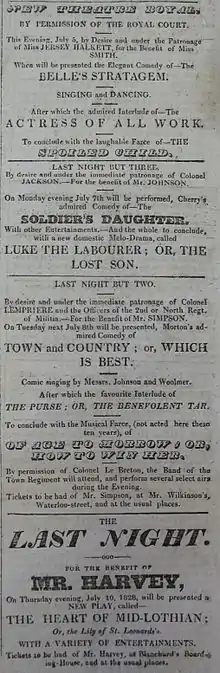 NEW THEATRE ROYAL,
BY PERMISSION OF THE ROYAL COURT.
This Evening, July 5, by Desire and under the Patronage
of Miss JERSEY HALKETT, for the Benefit of Miss
SMITH.
When will be presented the Elegant Comedy of—The
BELLE'S STRATAGEM.
SINGING and DANCING.
After which the admired Interlude of—The
ACTRESS OF ALL WORK.
To conclude with the laughable Farce of—THE
SPOILED CHILD.
LAST NIGHT BUT THREE.
By desire and under the immediate patronage of Colonel
JACKSON.—For the benefit of Mr. JOHNSON.
On Monday evening July 7th will be performed, Cherry's
admired Comedy of—The
SOLDIER'S DAUGHTER.
With other Entertainments.—And the whole to conclude,
with a new domestic Melo-Drama, called
LUKE THE LABOURER; OR, THE
LOST SON.
LAST NIGHT BUT TWO.
By desire and under the immediate patronage of Colonel
LEMPRIERE and the Officers of the 2nd or North Regt.
of Militia.—For the Benefit of Mr. SIMPSON.
On Tuesday next July 8th will be presented, Morton's ad-
mired Comedy of
TOWN and COUNTRY; or, WHICH
IS BEST.
Comic singing by Messrs. Johnson and Woolmer.
After which the favourite Interlude of
THE PURSE; OR, THE BENEVOLENT TAR.
To conclude with the Musical Farce, (not acted here these
ten years), of
OF AGE TO MORROW; OR,
HOW TO WIN HER.
By permission of Colonel Le Breton, the Band of the
Town Regiment will attend, and perform several select airs
during the Evening.
Tickets to be had of Mr. Simpson, at Mr. Wilkinson's,
Waterloo-street, and at the usual places.
THE
LAST NIGHT.
FOR THE BENEFIT OF
MR. HARVEY,
On Thursday evening, July 10, 1828, will be presented a
NEW PLAY, called—
THE HEART OF MID-LOTHIAN;
Or, the Lily of St. Leonard's.
WITH A VARIETY OF ENTERTAINMENTS.
Tickets to be had of Mr. Harvey, at Blanchard's Board-
ing-House, and at the usual places.